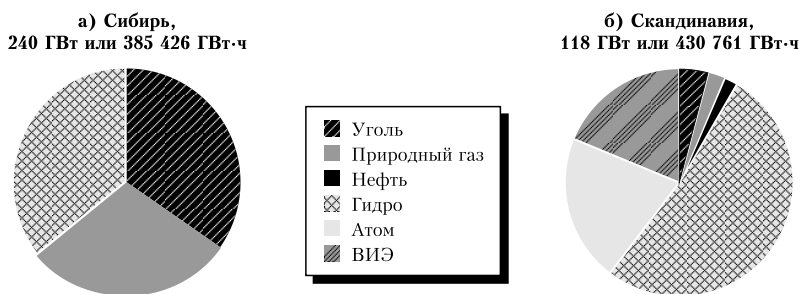 а) Сибирь,
240 ГВт или 385 426 ГВт·ч
б) Скандинавия,
118 ГВт или 430 761 ГВт·ч
Уголь
Природный газ
Нефть
Гидро
Атом
ВИЭ